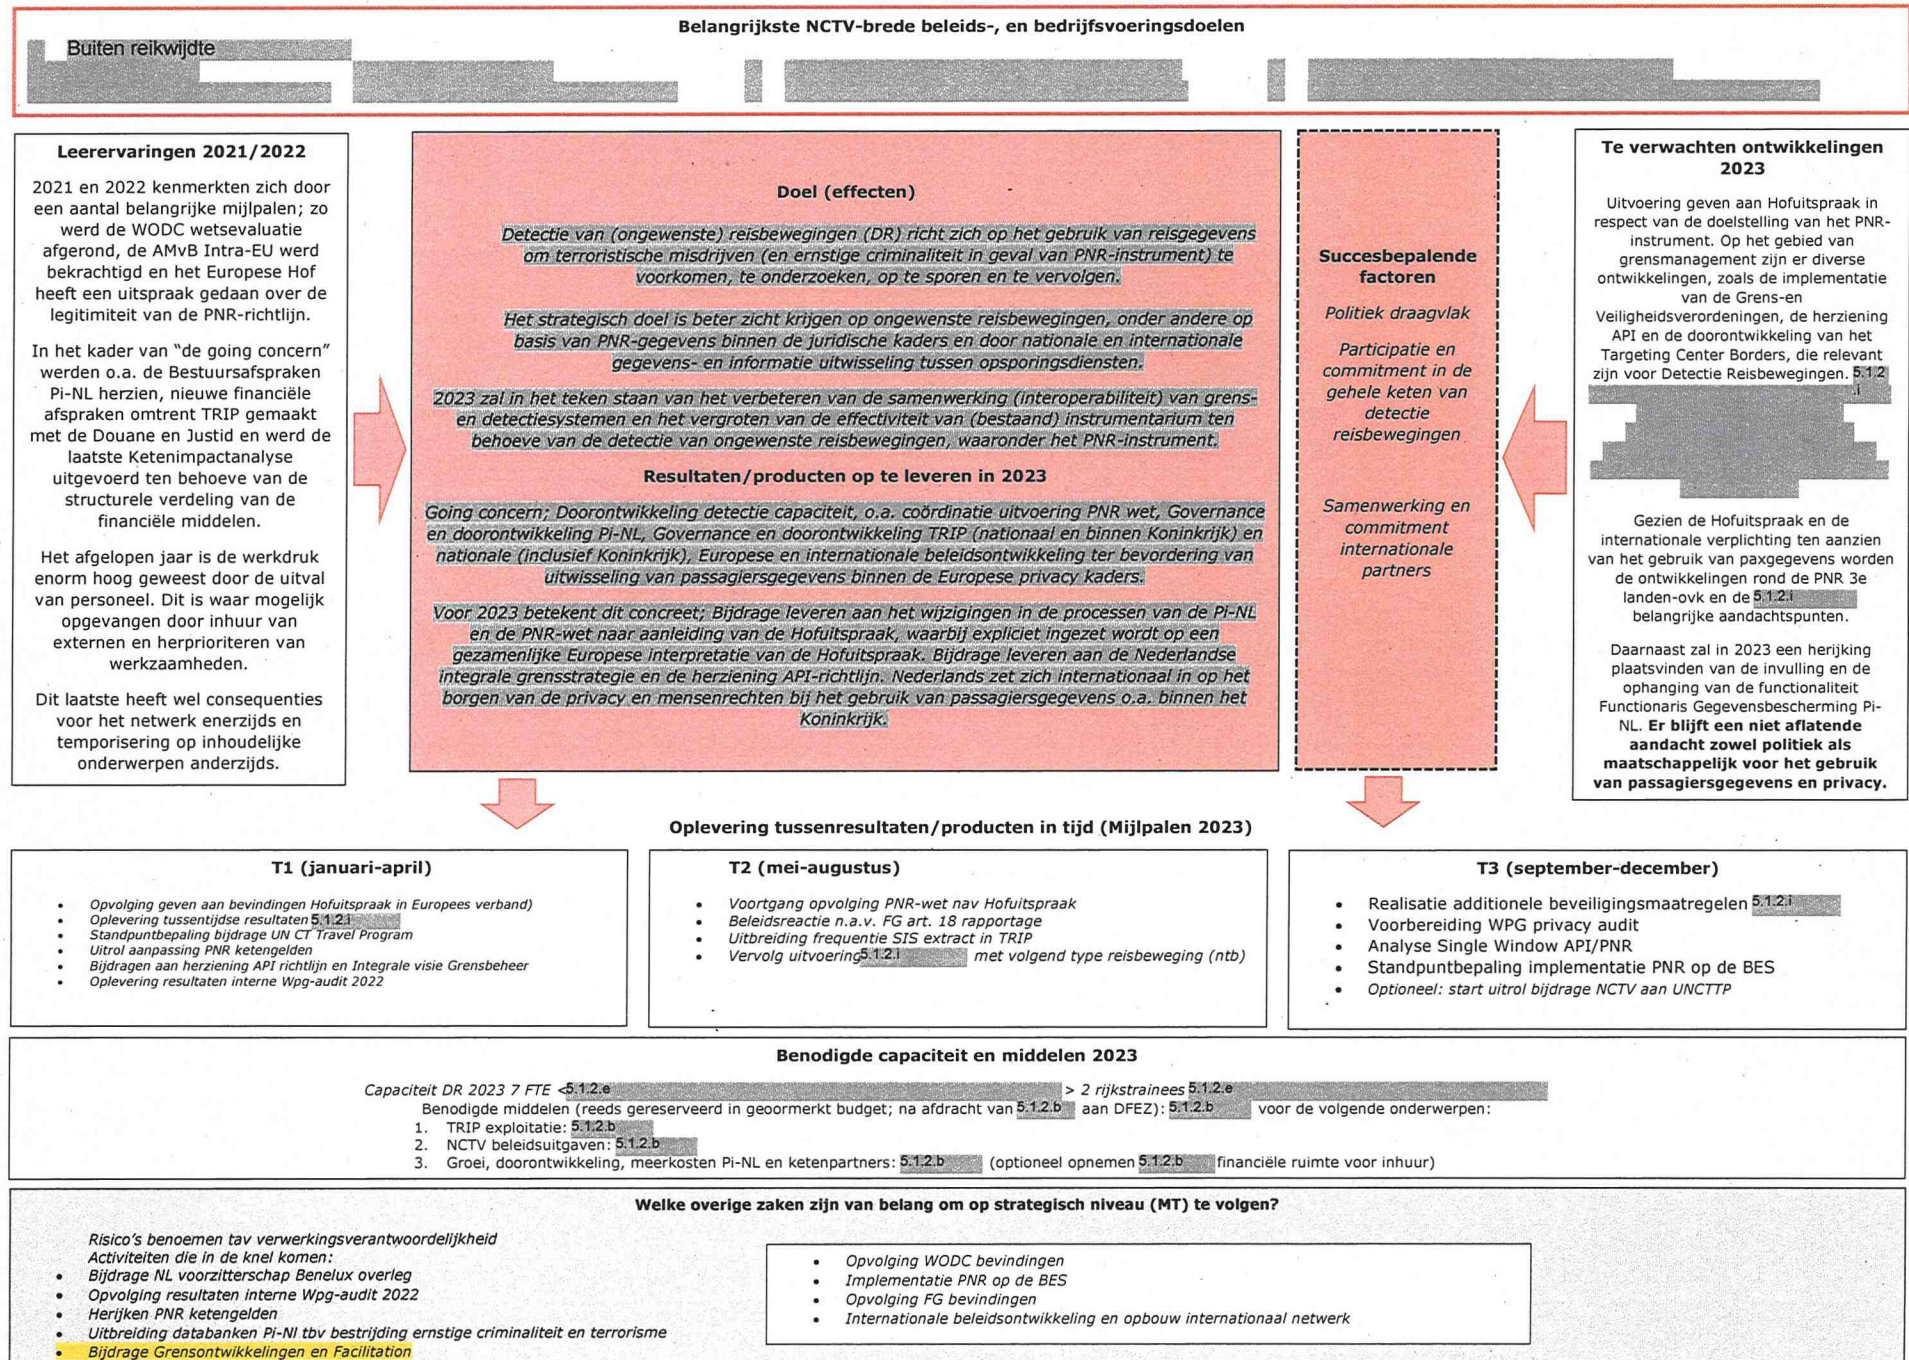 Belangrijkste NCTV-brede beleids-, en bedrijfsvoeringsdoelen
Buiten reikwijdte
Leerervaringen 2021/2022
2021 en 2022 kenmerkten zich door
een aantal belangrijke mijlpalen; zo
werd de WODC wetsevaluatie
afgerond, de AMvB Intra-EU werd
bekrachtigd en het Europese Hof
heeft een uitspraak gedaan over de
legitimiteit van de PNR-richtlijn.
In het kader van “de going concern”
werden o.a. de Bestuursafspraken
Pi-NL herzien, nieuwe financiële
afspraken omtrent TRIP gemaakt
met de Douane en Justid en werd de
laatste Ketenimpactanalyse
uitgevoerd ten behoeve van de
structurele verdeling van de
financiële middelen.
Het afgelopen jaar is de werkdruk
enorm hoog geweest door de uitval
van personeel. Dit is waar mogelijk
opgevangen door inhuur van
externen en herprioriteren van
werkzaamheden.
Dit laatste heeft wel consequenties
voor het netwerk enerzijds en
temporisering op inhoudelijke
onderwerpen anderzijds.
Doel (effecten)
Detectie van (ongewenste) reisbewegingen (DR) richt zich op het gebruik van reisgegevens
om terroristische misdrijven (en ernstige criminaliteit in geval van PNR-instrument) te
voorkomen, te onderzoeken, op te sporen en te vervolgen.
Het strategisch doel is beter zicht krijgen op ongewenste reisbewegingen, onder andere op
basis van PNR-gegevens binnen de juridische kaders en door nationale en internationale
gegevens- en informatie uitwisseling tussen opsporingsdiensten.
2023 zal in het teken staan van het verbeteren van de samenwerking (interoperabiliteit) van grens-
en detectiesystemen en het vergroten van de effectiviteit van (bestaand) instrumentarium ten
behoeve van de detectie van ongewenste reisbewegingen, waaronder het PNR-instrument.
Resultaten/producten op te leveren in 2023
Going concern; Doorontwikkeling detectie capaciteit, o.a. coördinatie uitvoering PNR wet, Governance
en doorontwikkeling Pi-NL, Governance en doorontwikkeling TRIP (nationaal en binnen Koninkrijk) en
nationale (inclusief Koninkrijk), Europese en internationale beleidsontwikkeling ter bevordering van
uitwisseling van passagiersgegevens binnen de Europese privacy kaders.
Voor 2023 betekent dit concreet; Bijdrage leveren aan het wijzigingen in de processen van de Pi-NL
en de PNR-wet naar aanleiding van de Hofuitspraak, waarbij expliciet ingezet wordt op een
gezamenlijke Europese interpretatie van de Hofuitspraak. Bijdrage leveren aan de Nederlandse
integrale grensstrategie en de herziening API-richtlijn. Nederlands zet zich internationaal in op het
borgen van de privacy en mensenrechten bij het gebruik van passagiersgegevens o.a. binnen het
Koninkrijk.
Succesbepalende
factoren
Politiek draagvlak
Participatie en
commitment in de
gehele keten van
detectie
reisbewegingen
Samenwerking en
commitment
internationale
partners
Te verwachten ontwikkelingen
2023
Uitvoering geven aan Hofuitspraak in
respect van de doelstelling van het PNR-
instrument. Op het gebied van
grensmanagement zijn er diverse
ontwikkelingen, zoals de implementatie
van de Grens-en
Veiligheidsverordeningen, de herziening
API en de doorontwikkeling van het
Targeting Center Borders, die relevant
zijn voor Detectie Reisbewegingen. 5.1.2
.i
Gezien de Hofuitspraak en de
internationale verplichting ten aanzien
van het gebruik van paxgegevens worden
de ontwikkelingen rond de PNR 3e
landen-ovk en de 5.1.2.i
belangrijke aandachtspunten.
Daarnaast zal in 2023 een herijking
plaatsvinden van de invulling en de
ophanging van de functionaliteit
Functionaris Gegevensbescherming Pi-
NL. Er blijft een niet aflatende
aandacht zowel politiek als
maatschappelijk voor het gebruik
van passagiersgegevens en privacy.
Oplevering tussenresultaten/producten in tijd (Mijlpalen 2023)
T1 (januari-april)
• Opvolging geven aan bevindingen Hofuitspraak in Europees verband)
• Oplevering tussentijdse resultaten 5.1.2.i
• Standpuntbepaling bijdrage UN CT Travel Program
• Uitrol aanpassing PNR ketengelden
• Bijdragen aan herziening API richtlijn en Integrale visie Grensbeheer
• Oplevering resultaten interne Wpg-audit 2022
T2 (mei-augustus)
• Voortgang opvolging PNR-wet nav Hofuitspraak
• Beleidsreactie n.a.v. FG art. 18 rapportage
• Uitbreiding frequentie SIS extract in TRIP
• Vervolg uitvoering 5.1.2.i met volgend type reisbeweging (ntb)
T3 (september-december)
• Realisatie additionele beveiligingsmaatregelen 5.1.2.i
• Voorbereiding WPG privacy audit
• Analyse Single Window API/PNR
• Standpuntbepaling implementatie PNR op de BES
• Optioneel: start uitrol bijdrage NCTV aan UNCTTP
Benodigde capaciteit en middelen 2023
Capaciteit DR 2023 7 FTE <5.1.2.e > 2 rijkstrainees 5.1.2.e
Benodigde middelen (reeds gereserveerd in geoormerkt budget; na afdracht van 5.1.2.b aan DFEZ): 5.1.2.b voor de volgende onderwerpen:
1. TRIP exploitatie: 5.1.2.b
2. NCTV beleidsuitgaven: 5.1.2.b
3. Groei, doorontwikkeling, meerkosten Pi-NL en ketenpartners: 5.1.2.b (optioneel opnemen 5.1.2.b financiële ruimte voor inhuur)
Welke overige zaken zijn van belang om op strategisch niveau (MT) te volgen?
Risico's benoemen tav verwerkingsverantwoordelijkheid
Activiteiten die in de knel komen:
• Bijdrage NL voorzitterschap Benelux overleg
• Opvolging resultaten interne Wpg-audit 2022
• Herijken PNR ketengelden
• Uitbreiding databanken Pi-Nl tbv bestrijding ernstige criminaliteit en terrorisme
• Bijdrage Grensontwikkelingen en Facilitation
• Opvolging WODC bevindingen
• Implementatie PNR op de BES
• Opvolging FG bevindingen
• Internationale beleidsontwikkeling en opbouw internationaal netwerk